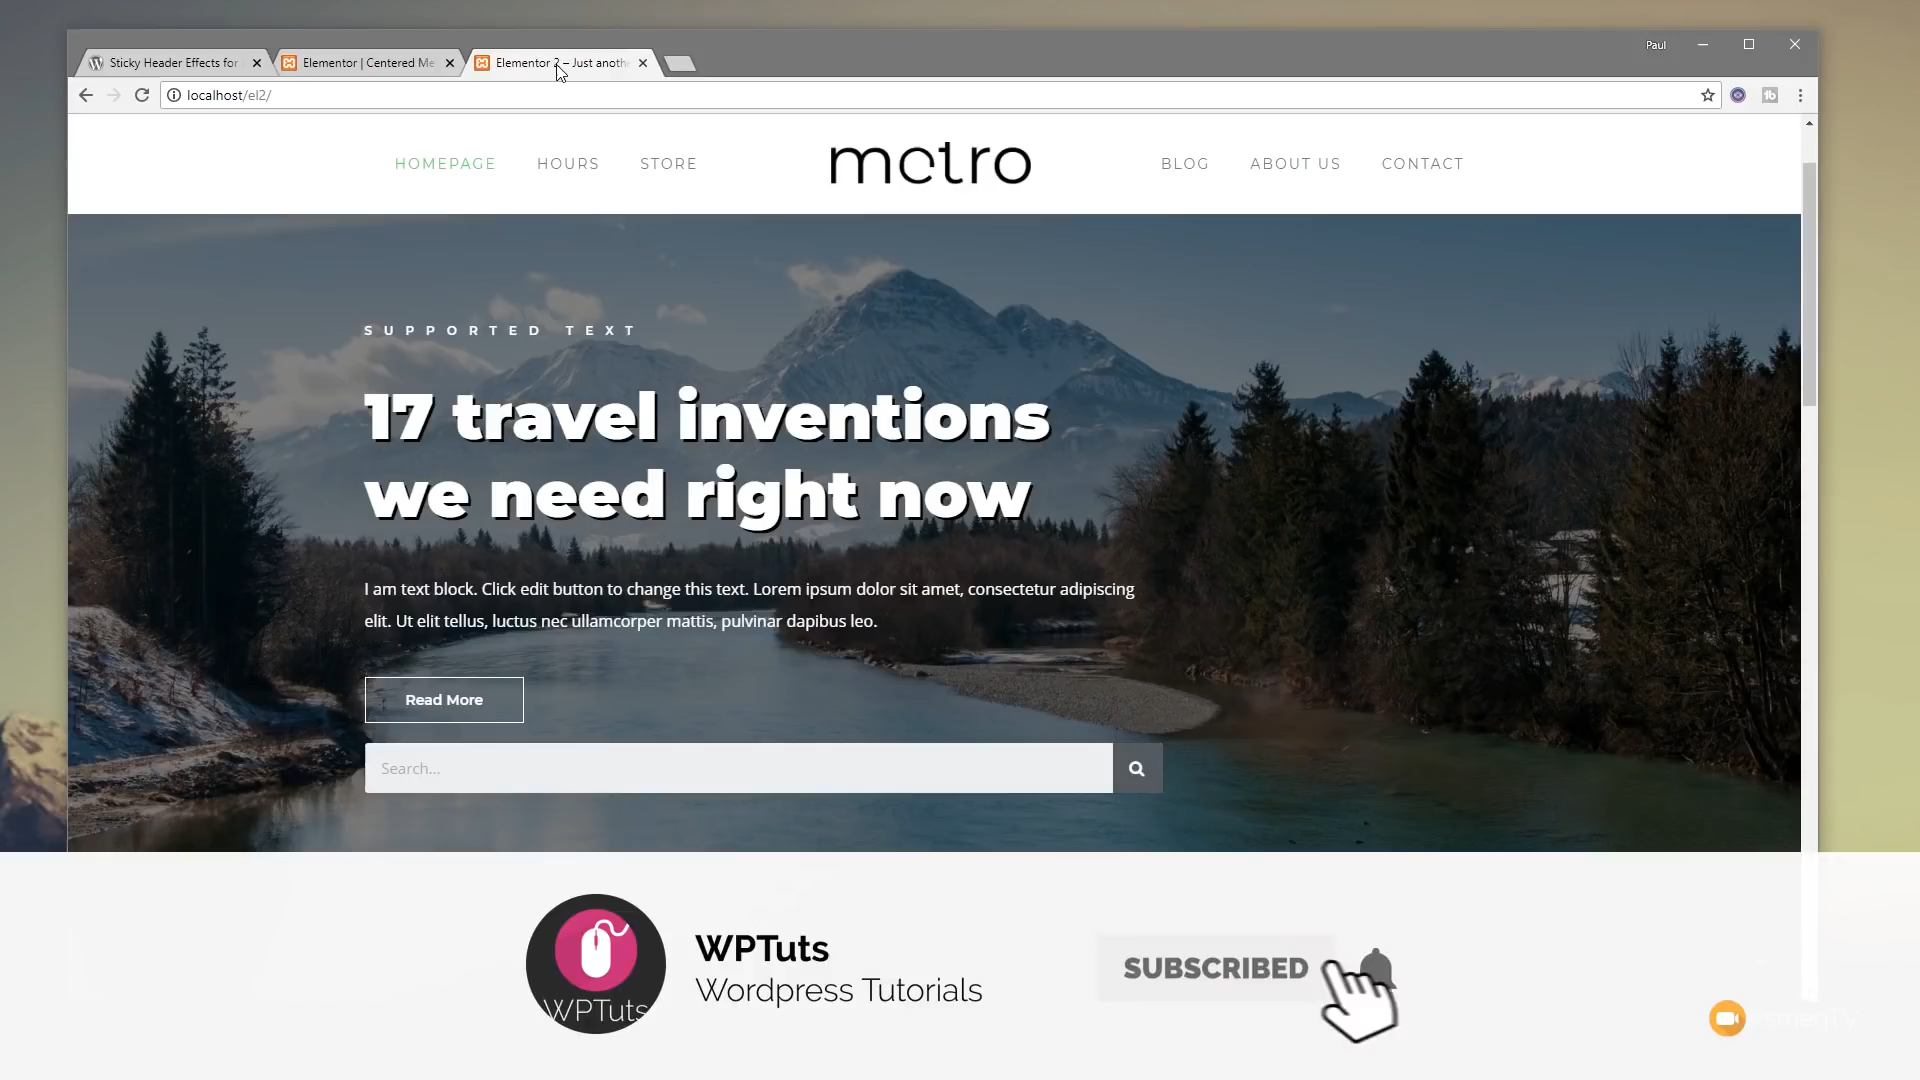 Paul
Sticky Header Effects for
Elementor | Centered Me
Elementor 2 – Just anoth
localhost/el2/
HOMEPAGE
HOURS
STORE
metro
BLOG
ABOUT US
CONTACT
SUPPORTED TEXT
17 travel inventions
we need right now
I am text block. Click edit button to change this text. Lorem ipsum dolor sit amet, consectetur adipiscing
elit. Ut elit tellus, luctus nec ullamcorper mattis, pulvinar dapibus leo.
Read More
Search...
WPTuts
WPTuts
Wordpress Tutorials
SUBSCRIBED